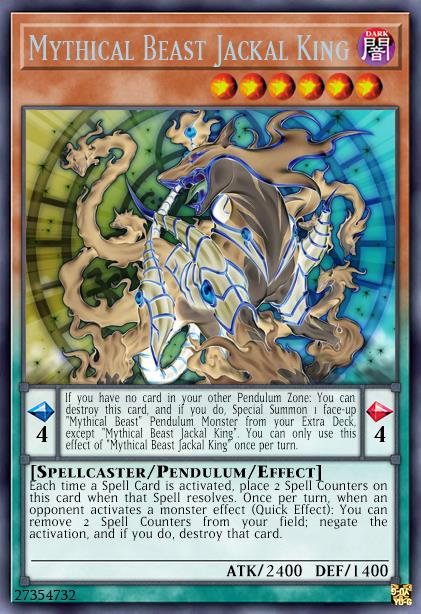 Mythical Beast Jackal King
DARK
闇
If you have no card in your other Pendulum Zone: You can
destroy this card, and if you do, Special Summon 1 face-up
"Mythical Beast" Pendulum Monster from your Extra Deck,
except "Mythical Beast Jackal King". You can only use this
effect of "Mythical Beast Jackal King" once per turn.
4
4
[Spellcaster/Pendulum/Effect]
Each time a Spell Card is activated, place 2 Spell Counters on
this card when that Spell resolves. Once per turn, when an
opponent activates a monster effect (Quick Effect): You can
remove 2 Spell Counters from your field; negate the
activation, and if you do, destroy that card.
ATK/2400 DEF/1400
27354732